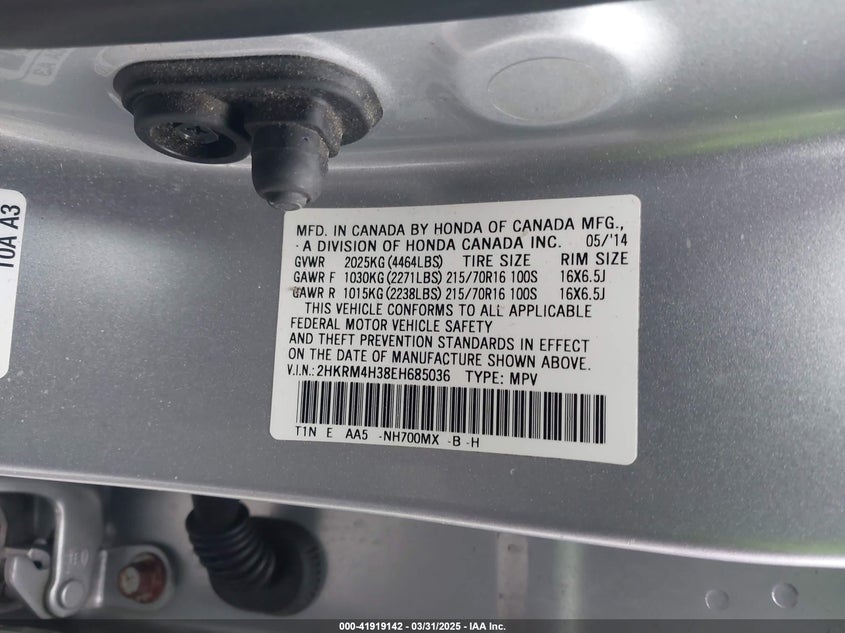 MFD. IN CANADA BY HONDA OF CANADA MFG.,
A DIVISION OF HONDA CANADA INC. 05/'14
GVWR 2025KG(4464LBS) TIRE SIZE RIM SIZE
GAWR F 1030KG(2271LBS) 215/70R16 100S 16X6.5J
GAWR R 1015KG(2238LBS) 215/70R16 100S 16X6.5J
THIS VEHICLE CONFORMS TO ALL APPLICABLE
FEDERAL MOTOR VEHICLE SAFETY
AND THEFT PREVENTION STANDARDS IN EFFECT
ON THE DATE OF MANUFACTURE SHOWN ABOVE.
V.I.N.: 2HKRM4H38EH685036 TYPE: MPV
T1N E AA5 -NH700MX -B -H
T0A A3
000-41919142 - 03/31/2025 - IAA Inc.